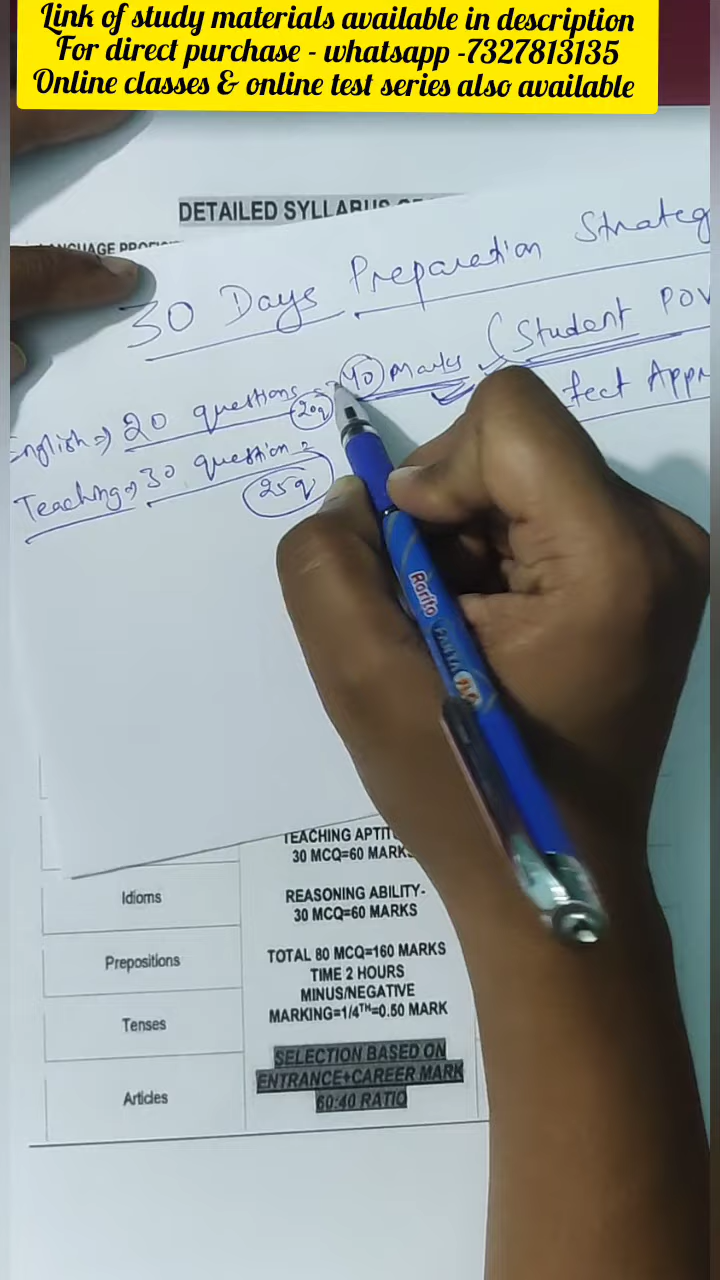 Link of study materials available in description
For direct purchase - whatsapp -7327813135
Online classes & online test series also available
DETAILED SYLLABUS
30 Days Preparation Strateg
(Student POV
English⇒ 20 questions = 40 Marks
20q
fect Appr
Teaching⇒ 30 question =
25q
TEACHING APTIT
30 MCQ=60 MARKS
Idioms
REASONING ABILITY-
30 MCQ=60 MARKS
Prepositions
TOTAL 80 MCQ=160 MARKS
TIME 2 HOURS
Tenses
MINUS/NEGATIVE
MARKING=1/4TH=0.50 MARK
Articles
SELECTION BASED ON
ENTRANCE+CAREER MARK
60:40 RATIO
Rorito